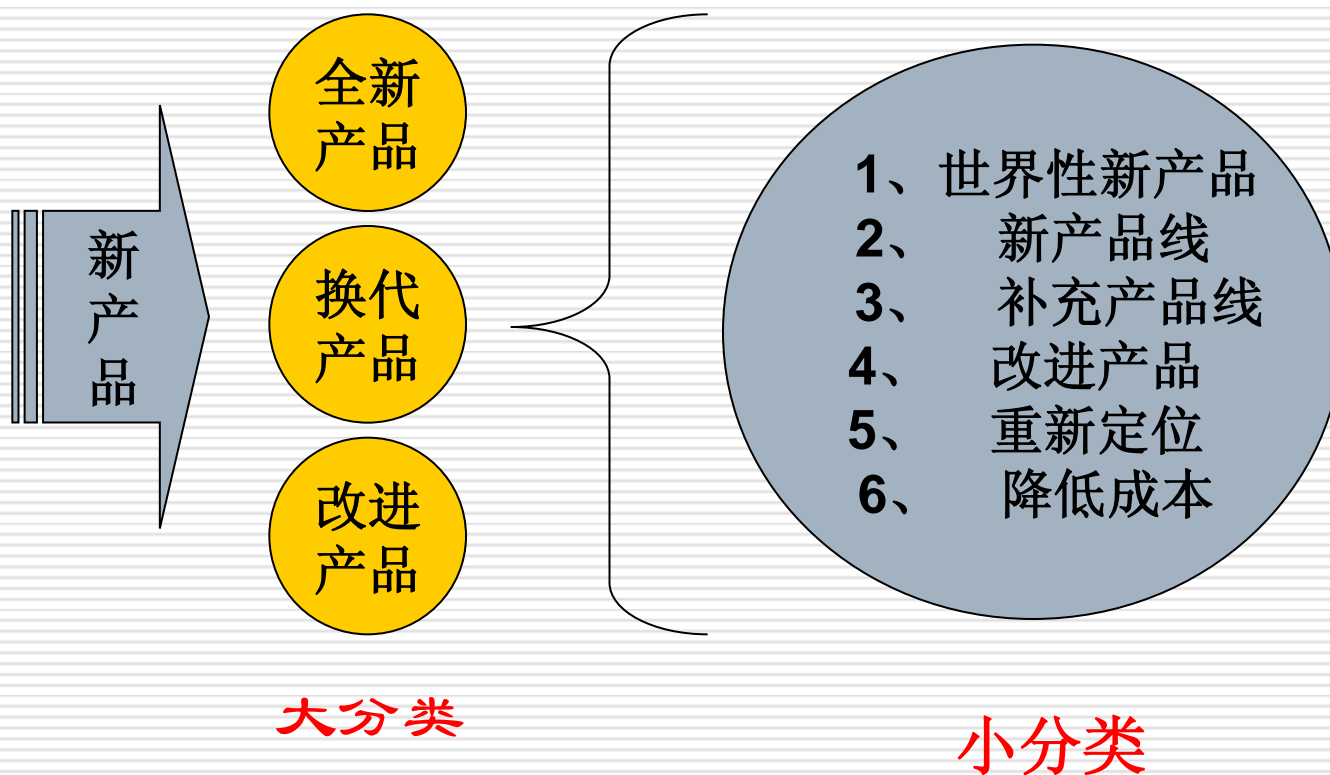 新
产
品
全新
产品
换代
产品
改进
产品
大分类
1、世界性新产品
2、 新产品线
3、 补充产品线
4、 改进产品
5、 重新定位
6、 降低成本
小分类